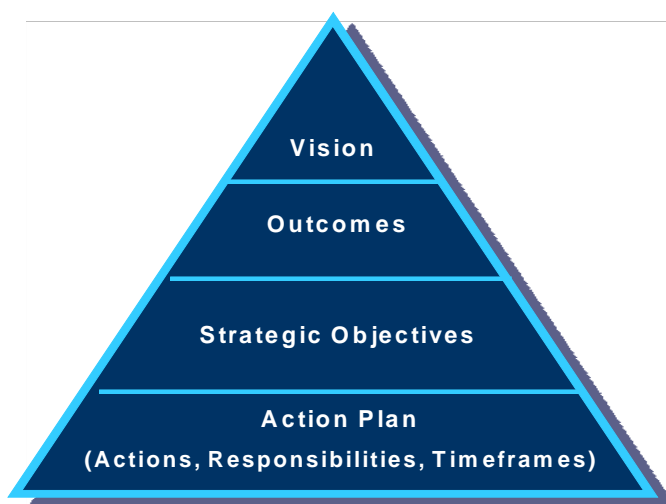 Vision
Outcomes
Strategic Objectives
Action Plan
(Actions, Responsibilities, Timeframes)